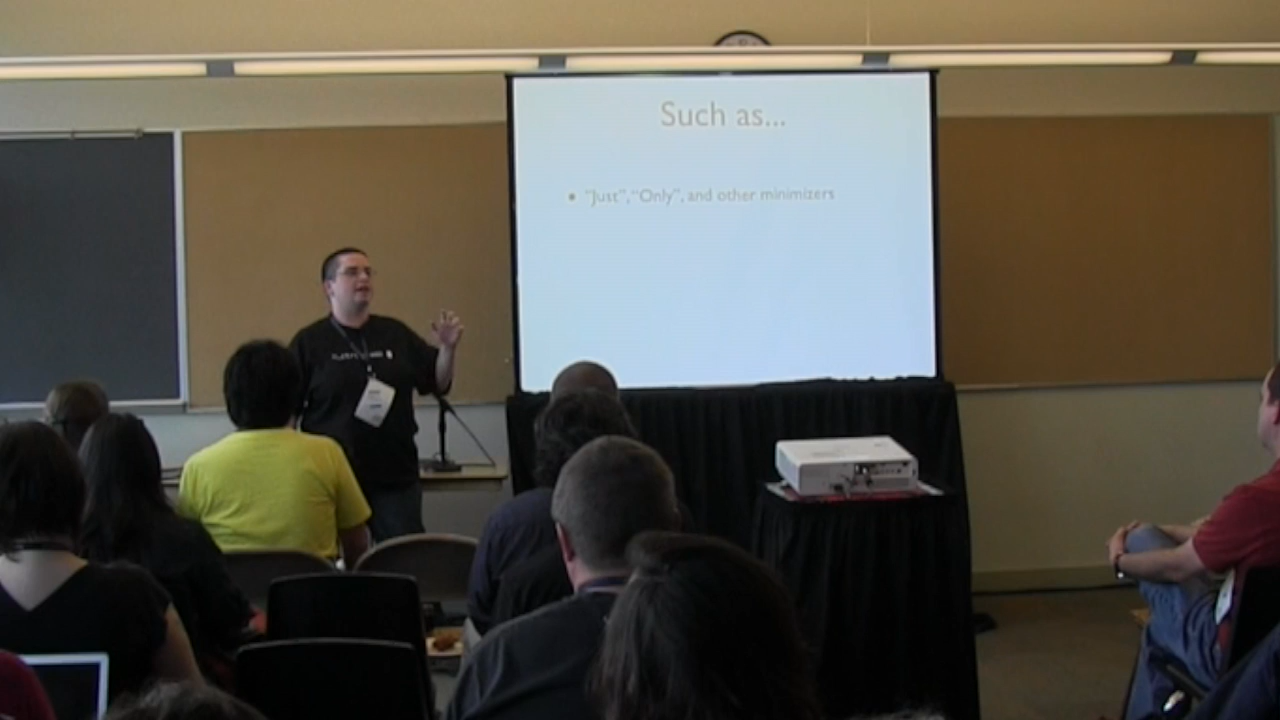 Such as...
• "Just", "Only", and other minimizers